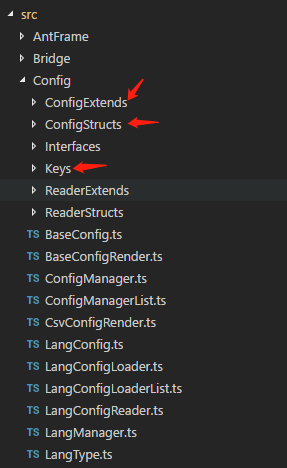 src
AntFrame
Bridge
Config
ConfigExtends
ConfigStructs
Interfaces
Keys
ReaderExtends
ReaderStructs
TS BaseConfig.ts
TS BaseConfigRender.ts
TS ConfigManager.ts
TS ConfigManagerList.ts
TS CsvConfigRender.ts
TS LangConfig.ts
TS LangConfigLoader.ts
TS LangConfigLoaderList.ts
TS LangConfigReader.ts
TS LangManager.ts
TS LangType.ts